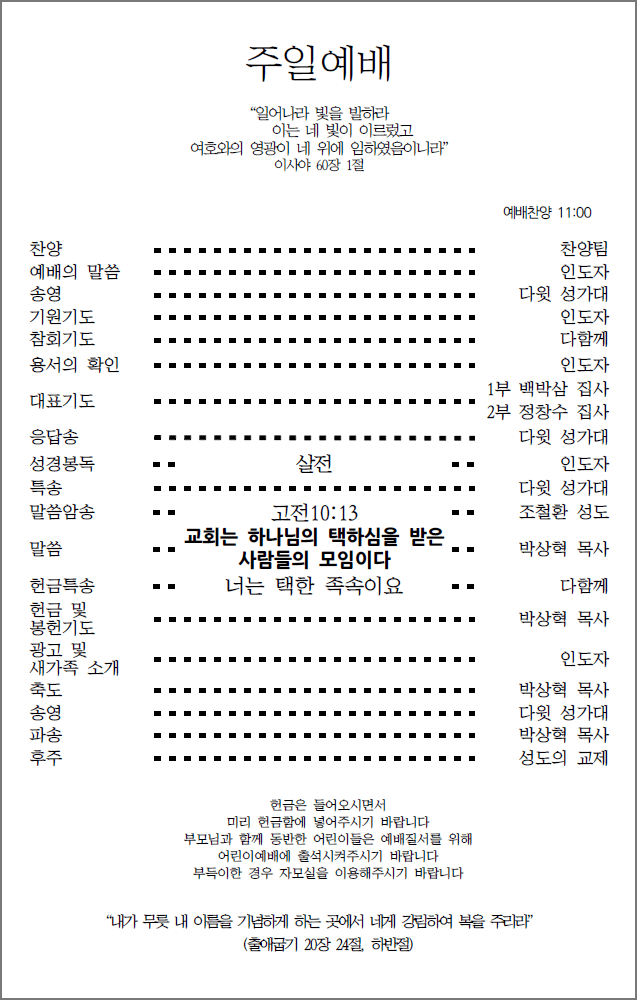 주일예배
“일어나라 빛을 발하라
이는 네 빛이 이르렀고
여호와의 영광이 네 위에 임하였음이니라”
이사야 60장 1절
예배찬양 11:00
찬양 찬양팀
예배의 말씀 인도자
송영 다윗 성가대
기원기도 인도자
참회기도 다함께
용서의 확인 인도자
대표기도 1부 백박삼 집사
2부 정창수 집사
응답송 다윗 성가대
성경봉독 살전 인도자
특송 다윗 성가대
말씀암송 고전10:13 조철환 성도
말씀 교회는 하나님의 택하심을 받은
사람들의 모임이다 박상혁 목사
헌금특송 너는 택한 족속이요 다함께
헌금 및
봉헌기도 박상혁 목사
광고 및
새가족 소개 인도자
축도 박상혁 목사
송영 다윗 성가대
파송 박상혁 목사
후주 성도의 교제
헌금은 들어오시면서
미리 헌금함에 넣어주시기 바랍니다
부모님과 함께 동반한 어린이들은 예배질서를 위해
어린이예배에 출석시켜주시기 바랍니다
부득이한 경우 자모실을 이용해주시기 바랍니다
“내가 무릇 내 이름을 기념하게 하는 곳에서 네게 강림하여 복을 주리라”
(출애굽기 20장 24절, 하반절)